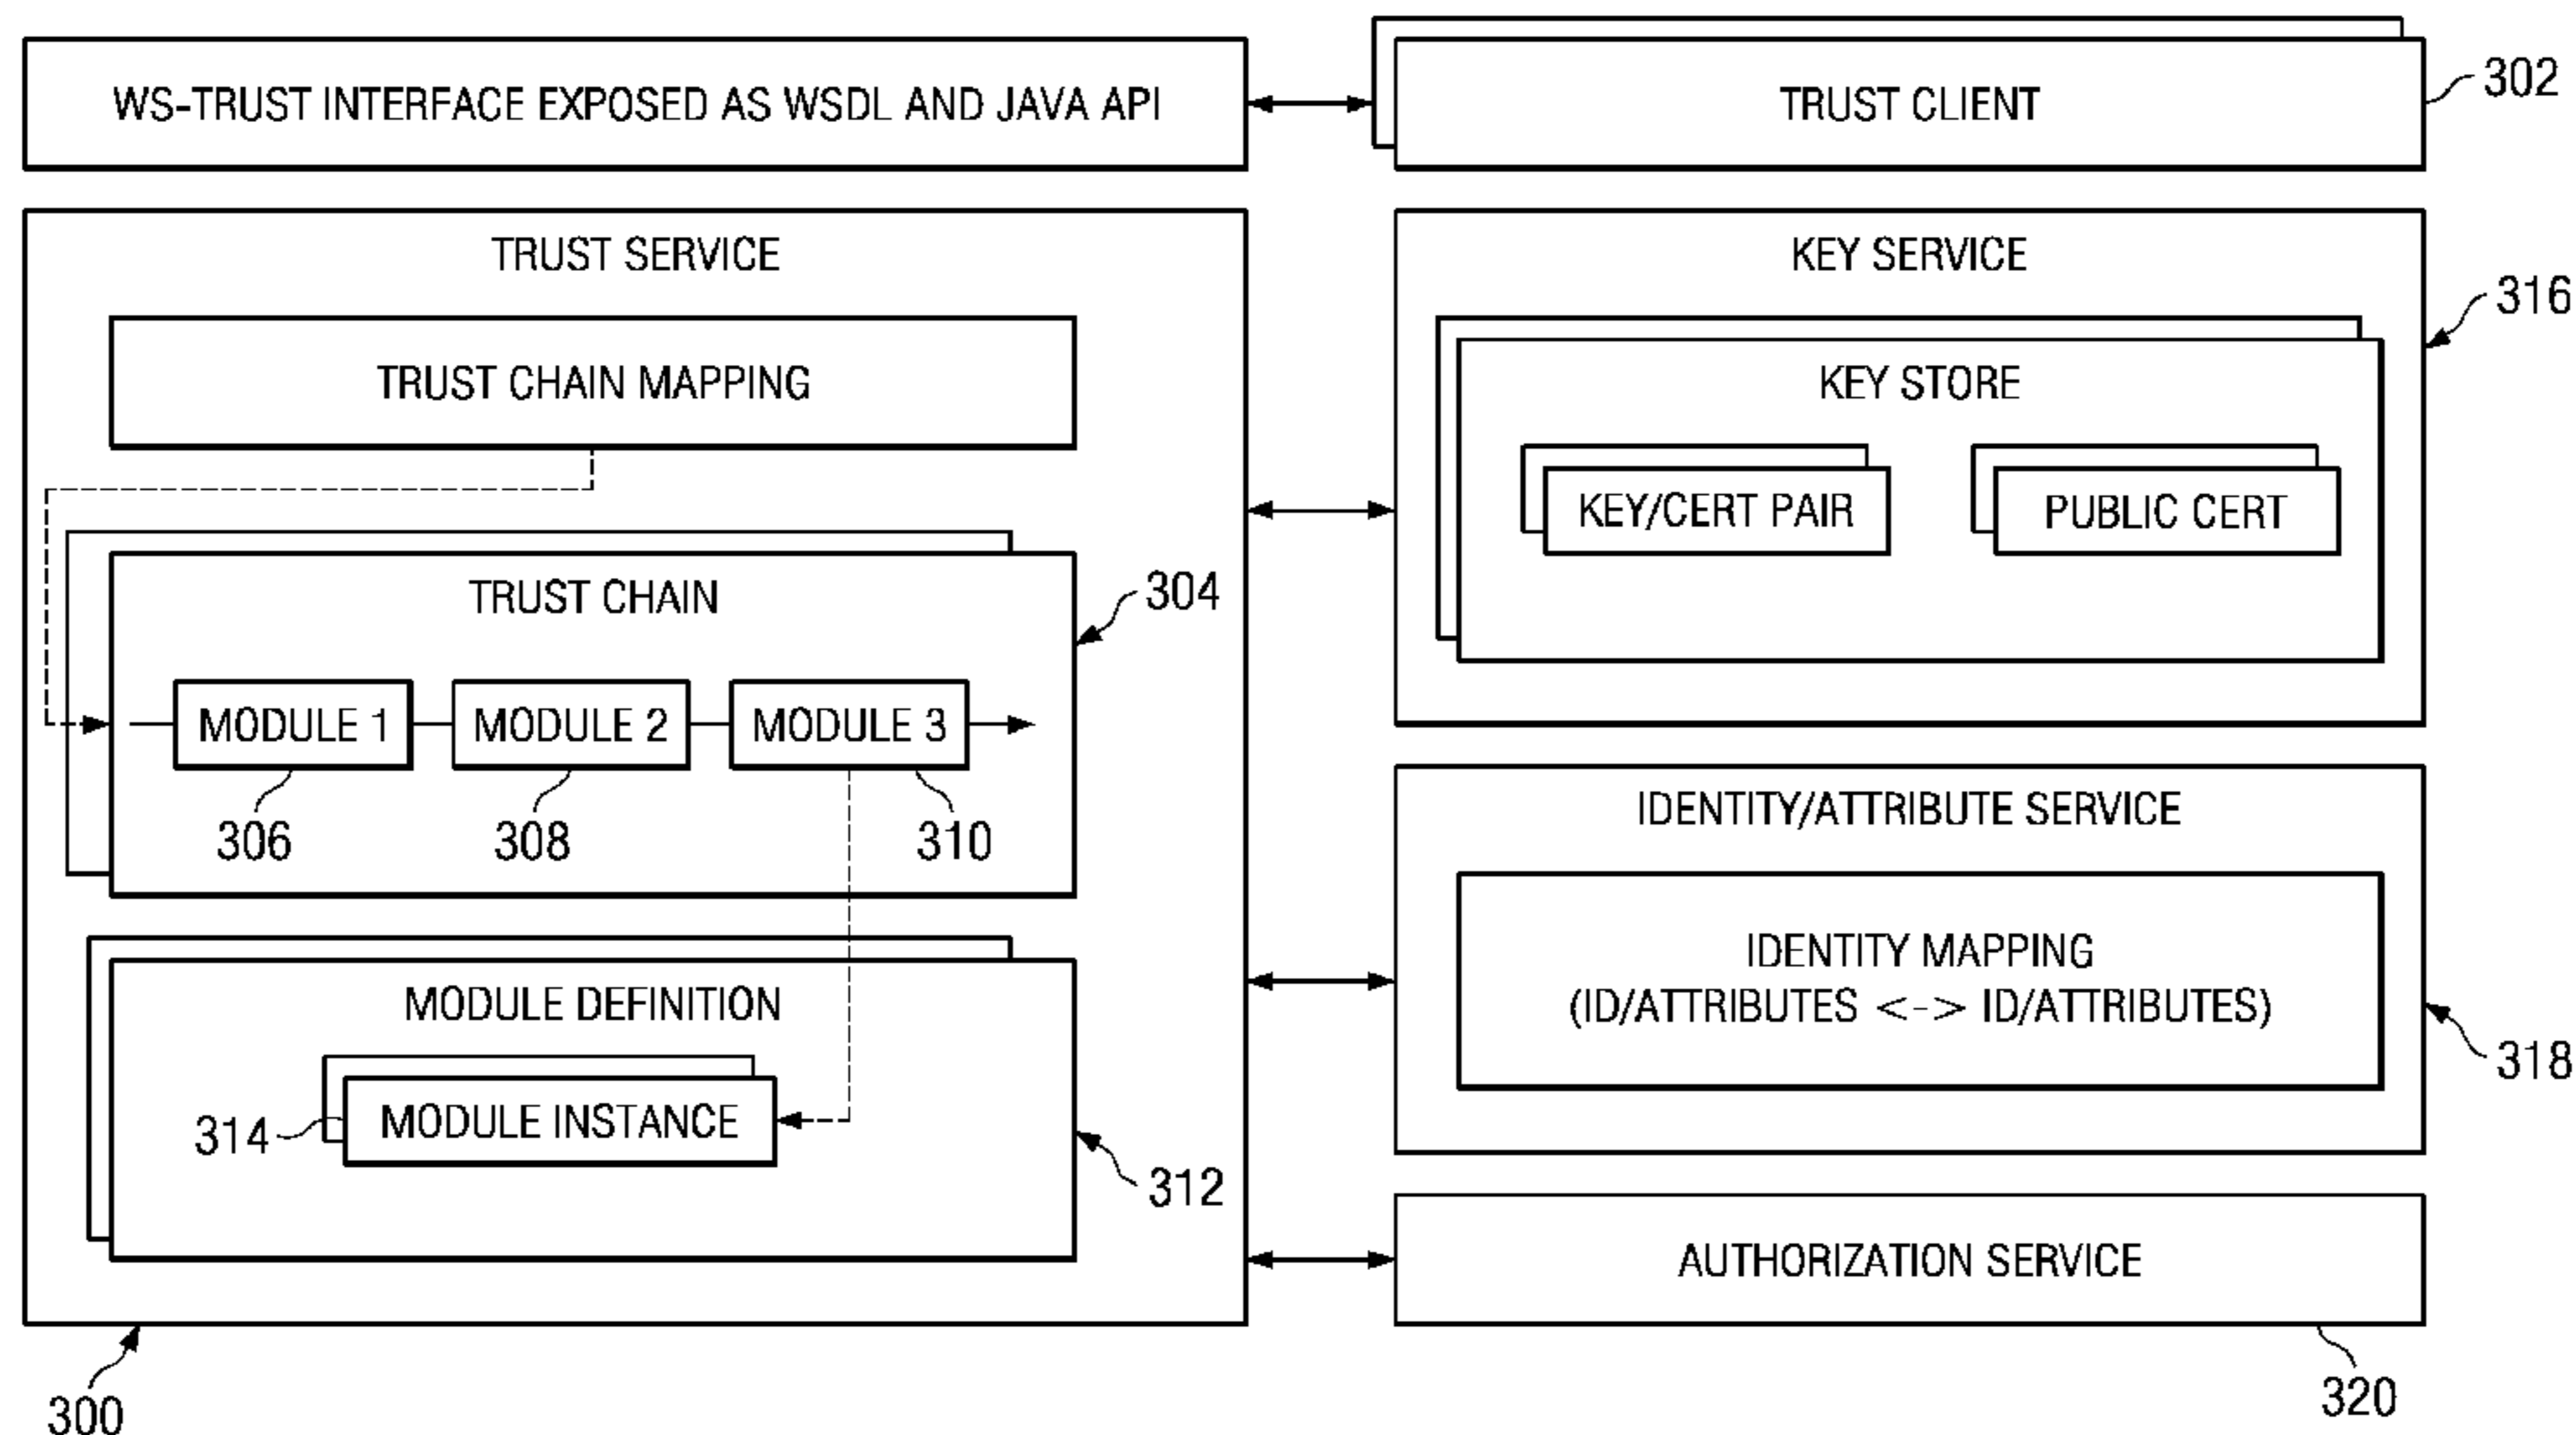 WS-TRUST INTERFACE EXPOSED AS WSDL AND JAVA API
TRUST CLIENT
302
TRUST SERVICE
TRUST CHAIN MAPPING
TRUST CHAIN
304
MODULE 1
MODULE 2
MODULE 3
306
308
310
MODULE DEFINITION
MODULE INSTANCE
314
312
300
KEY SERVICE
316
KEY STORE
KEY/CERT PAIR
PUBLIC CERT
IDENTITY/ATTRIBUTE SERVICE
IDENTITY MAPPING
(ID/ATTRIBUTES <-> ID/ATTRIBUTES)
318
AUTHORIZATION SERVICE
320